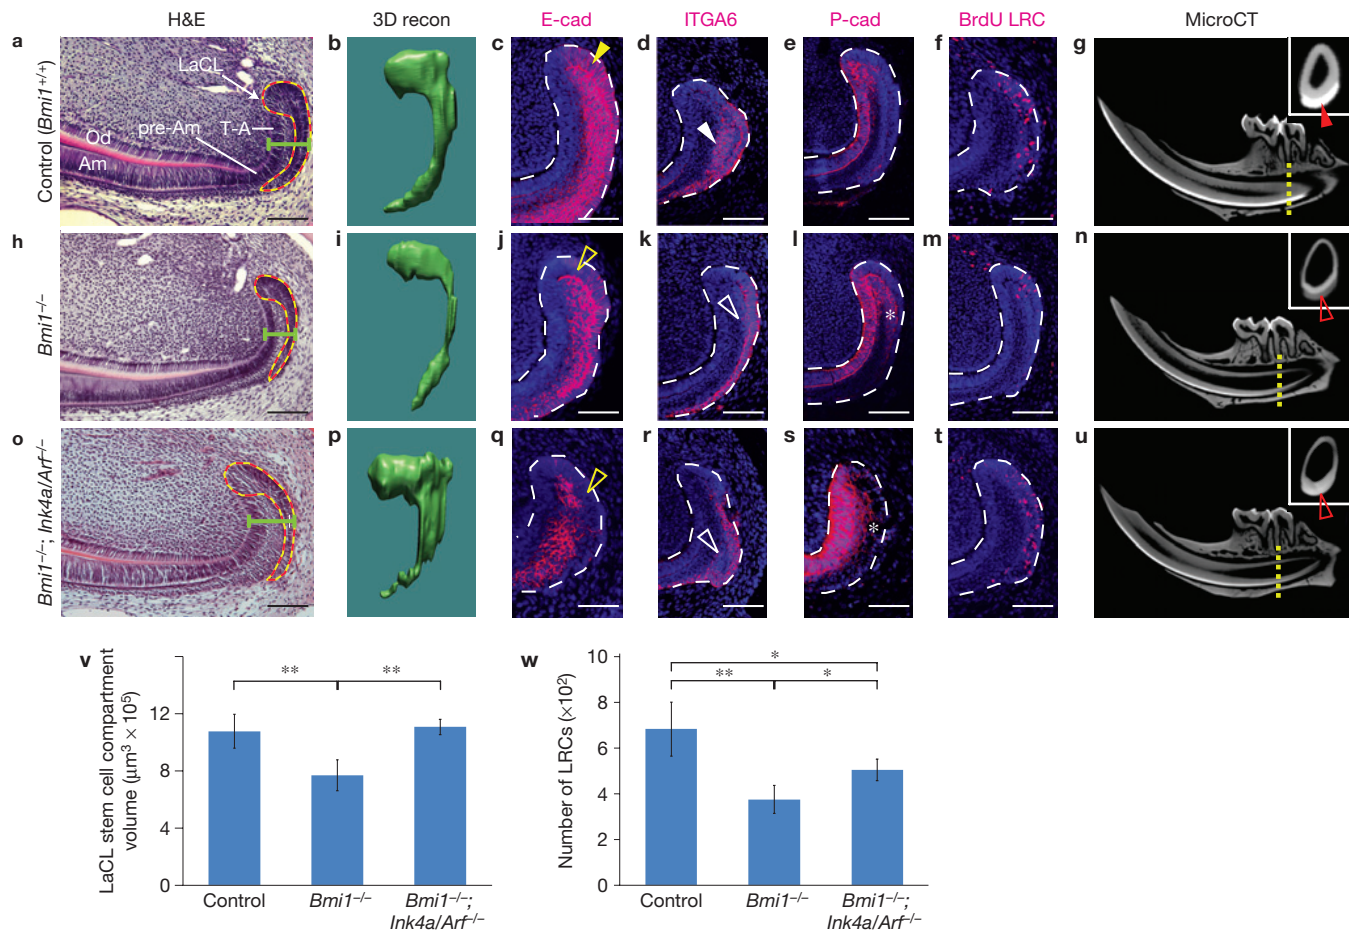 H&E 3D recon E-cad ITGA6 P-cad BrdU LRC MicroCT
a b c d e f g
Control (Bmi1+/+)
LaCL
pre-Am T-A
Od
Am
h i j k l m n
Bmi1−/−
* 
o p q r s t u
Bmi1−/−; Ink4a/Arf−/−
*
v
LaCL stem cell compartment
volume (μm³ × 10⁵)
** **
12
8
4
0
Control Bmi1−/− Bmi1−/−;
Ink4a/Arf−/−
w
Number of LRCs (×10²)
*
** *
10
8
6
4
2
0
Control Bmi1−/− Bmi1−/−;
Ink4a/Arf−/−